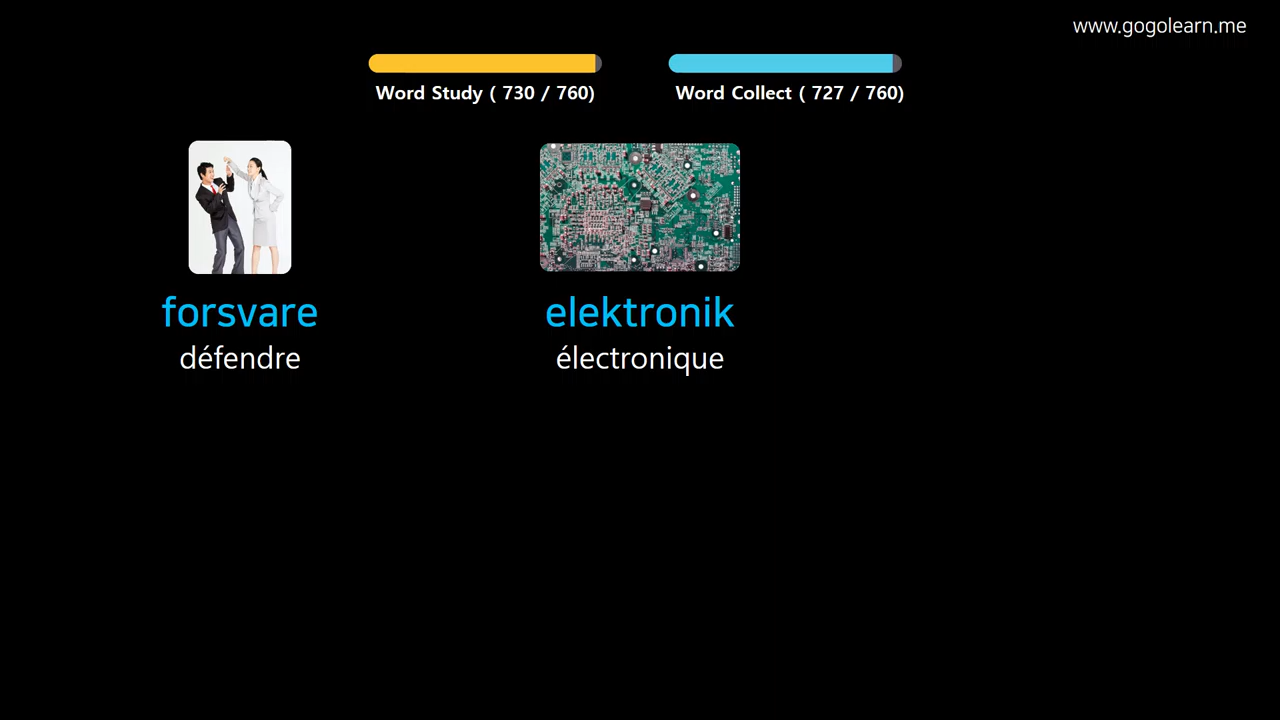 www.gogolearn.me
Word Study ( 730 / 760)
Word Collect ( 727 / 760)
forsvare
défendre
elektronik
électronique